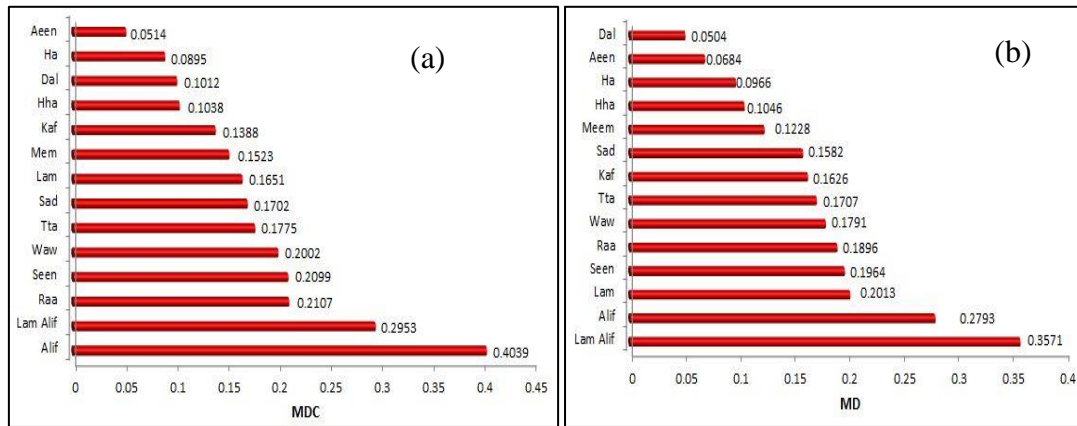 (a)
Aeen 0.0514
Ha 0.0895
Dal 0.1012
Hha 0.1038
Kaf 0.1388
Mem 0.1523
Lam 0.1651
Sad 0.1702
Tta 0.1775
Waw 0.2002
Seen 0.2099
Raa 0.2107
Lam Alif 0.2953
Alif 0.4039
0 0.05 0.1 0.15 0.2 0.25 0.3 0.35 0.4 0.45
MDC
(b)
Dal 0.0504
Aeen 0.0684
Ha 0.0966
Hha 0.1046
Meem 0.1228
Sad 0.1582
Kaf 0.1626
Tta 0.1707
Waw 0.1791
Raa 0.1896
Seen 0.1964
Lam 0.2013
Alif 0.2793
Lam Alif 0.3571
0 0.05 0.1 0.15 0.2 0.25 0.3 0.35 0.4
MD